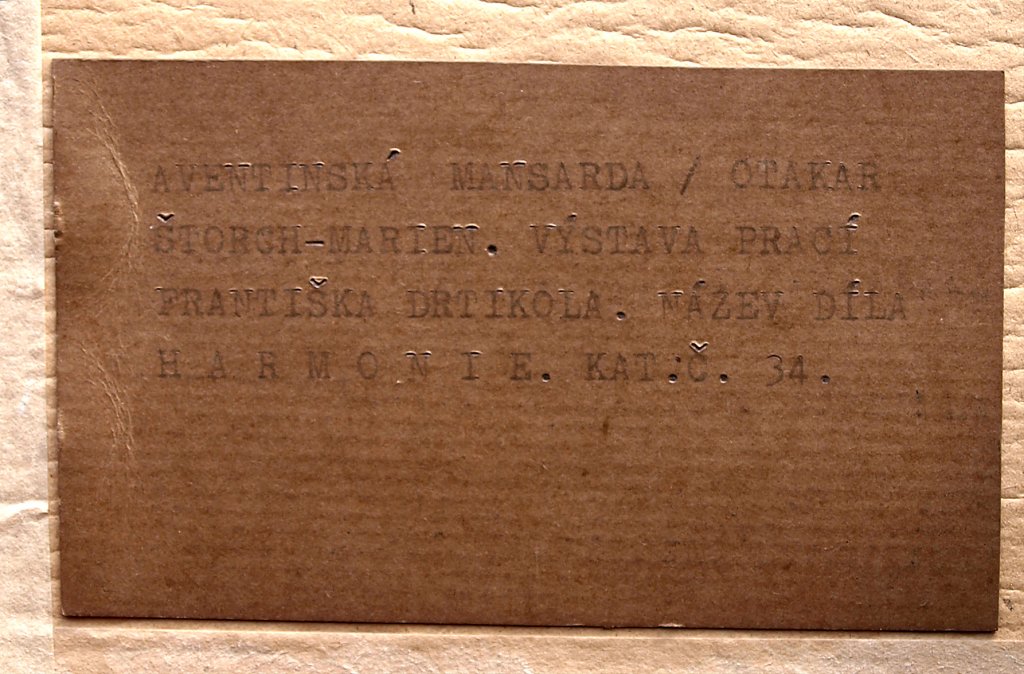 AVENTINSKÁ MANSARDA / OTAKAR
ŠTORCH-MARIEN. VÝSTAVA PRACÍ
FRANTIŠKA DRTIKOLA. NÁZEV DÍLA
H A R M O N I E. KAT.Č. 34.